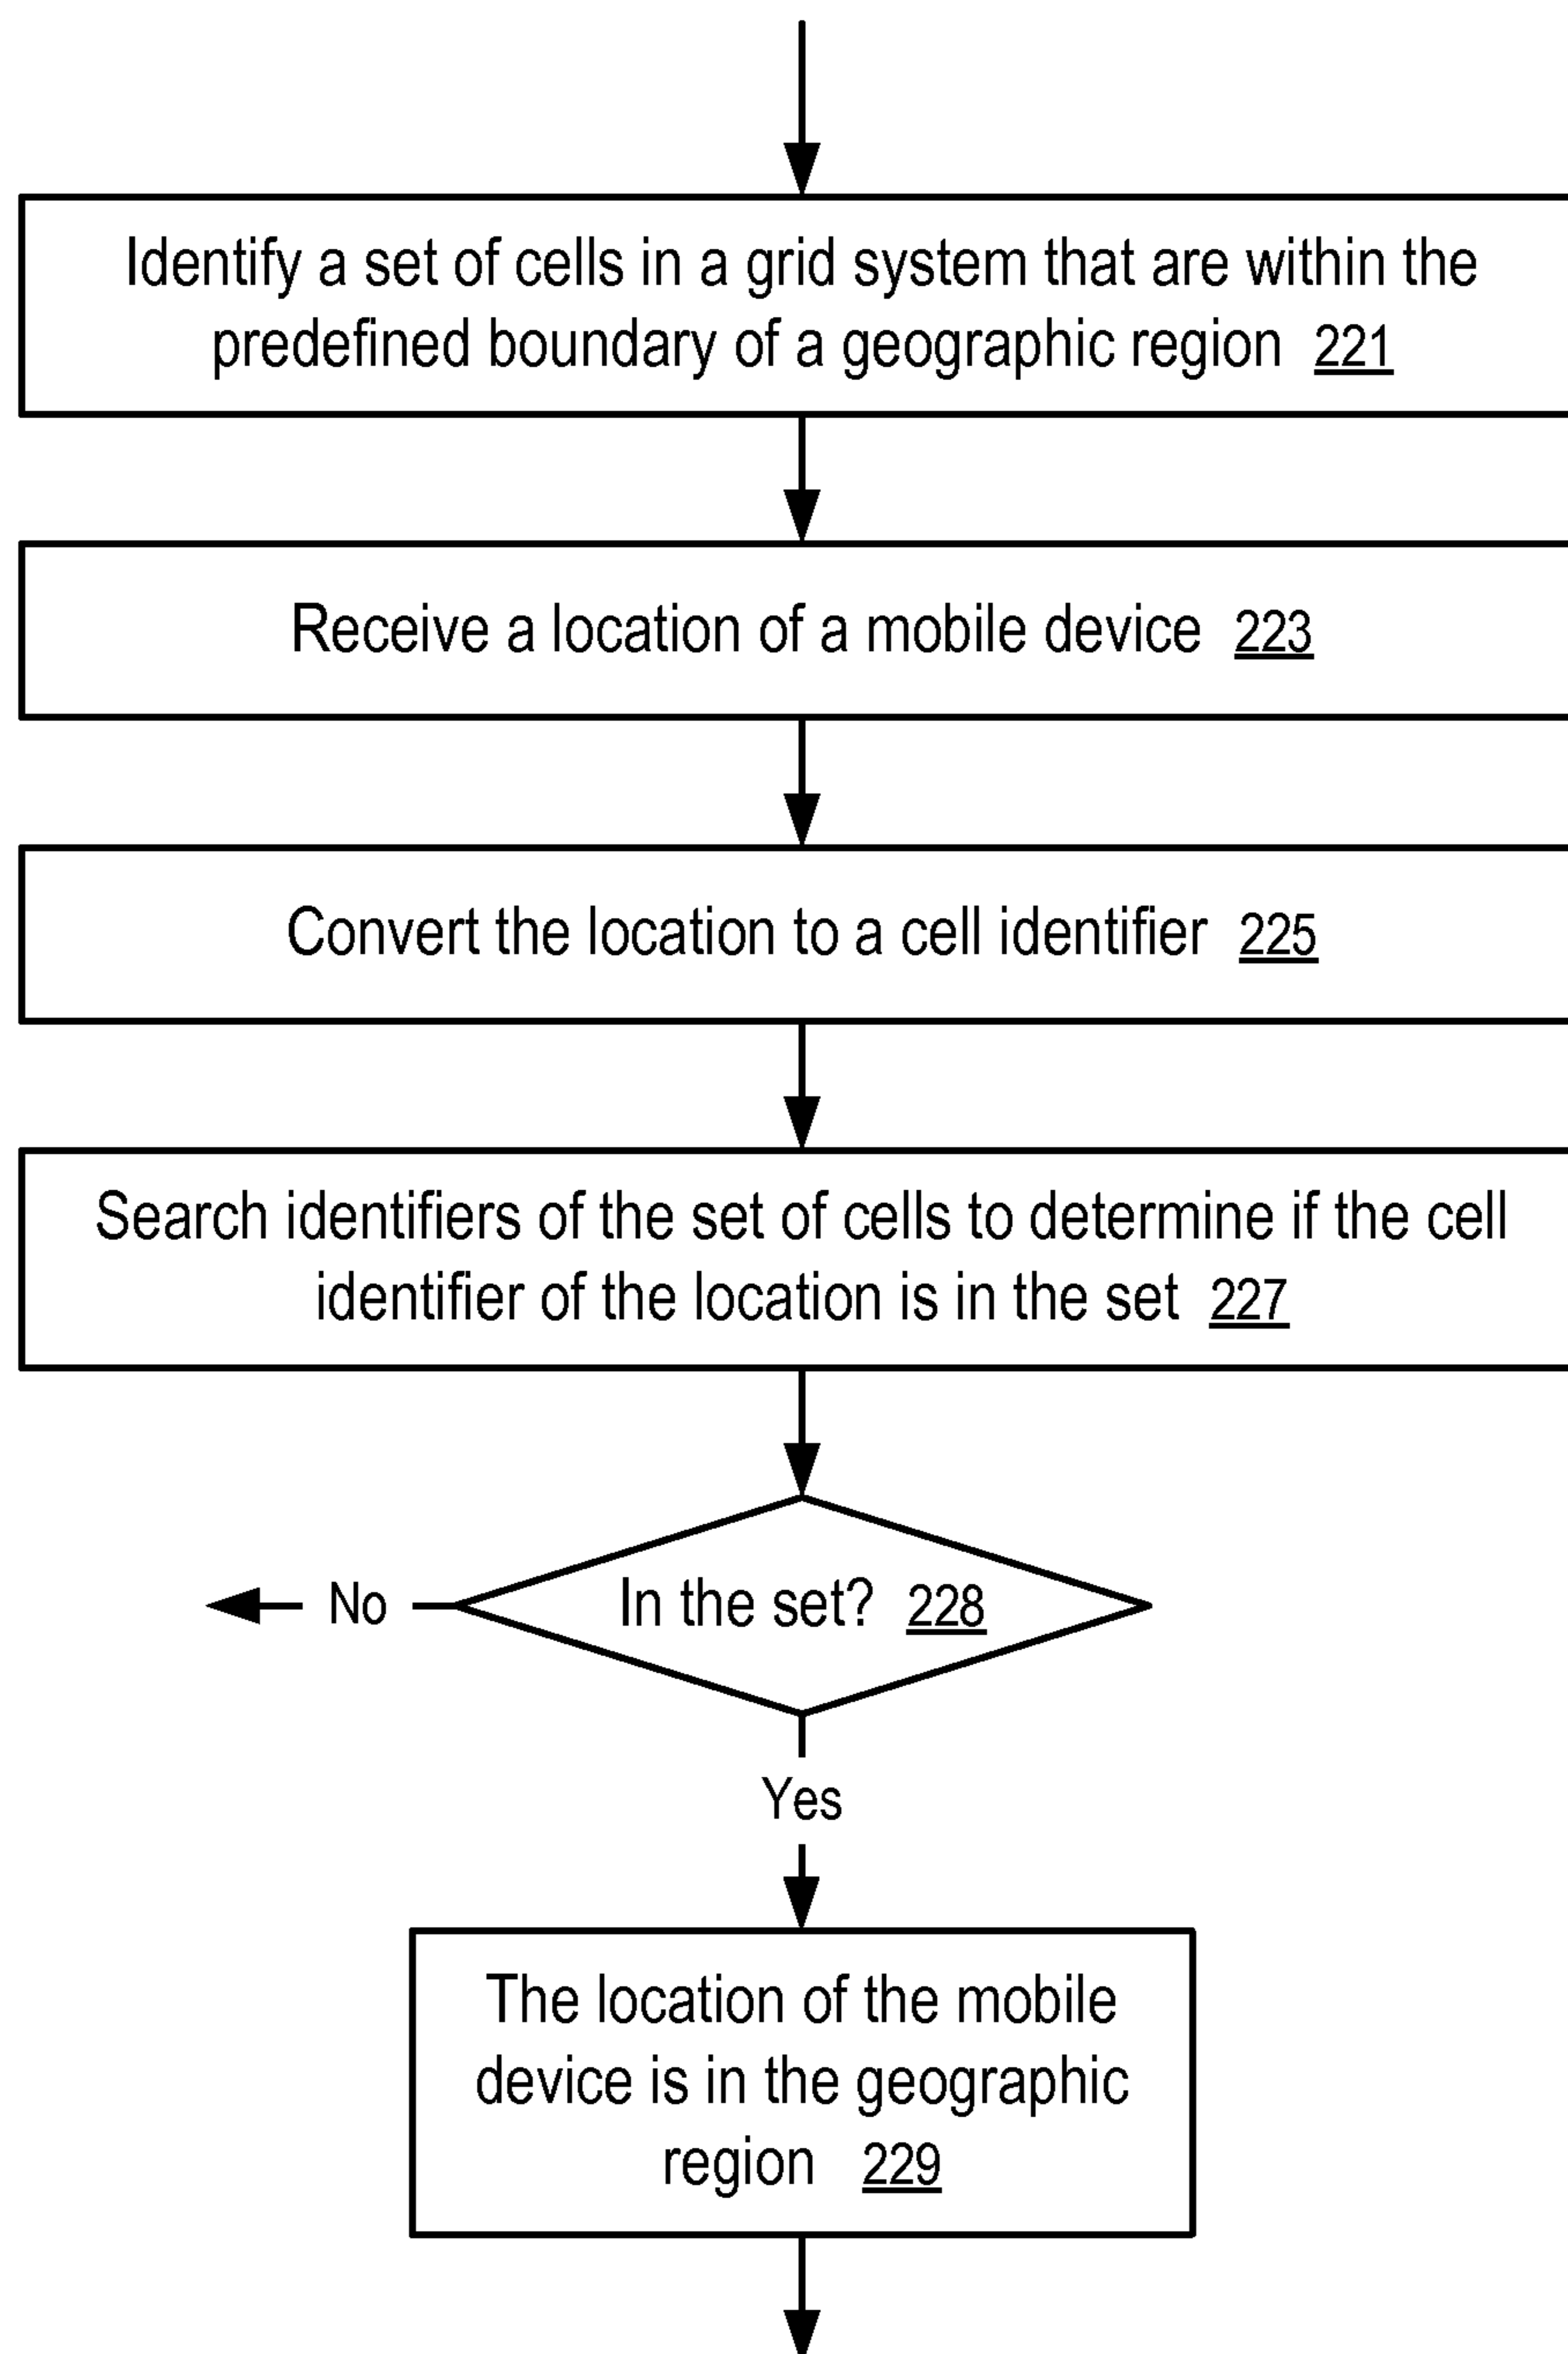 Identify a set of cells in a grid system that are within the
predefined boundary of a geographic region 221
Receive a location of a mobile device 223
Convert the location to a cell identifier 225
Search identifiers of the set of cells to determine if the cell
identifier of the location is in the set 227
In the set? 228
No
Yes
The location of the mobile
device is in the geographic
region 229